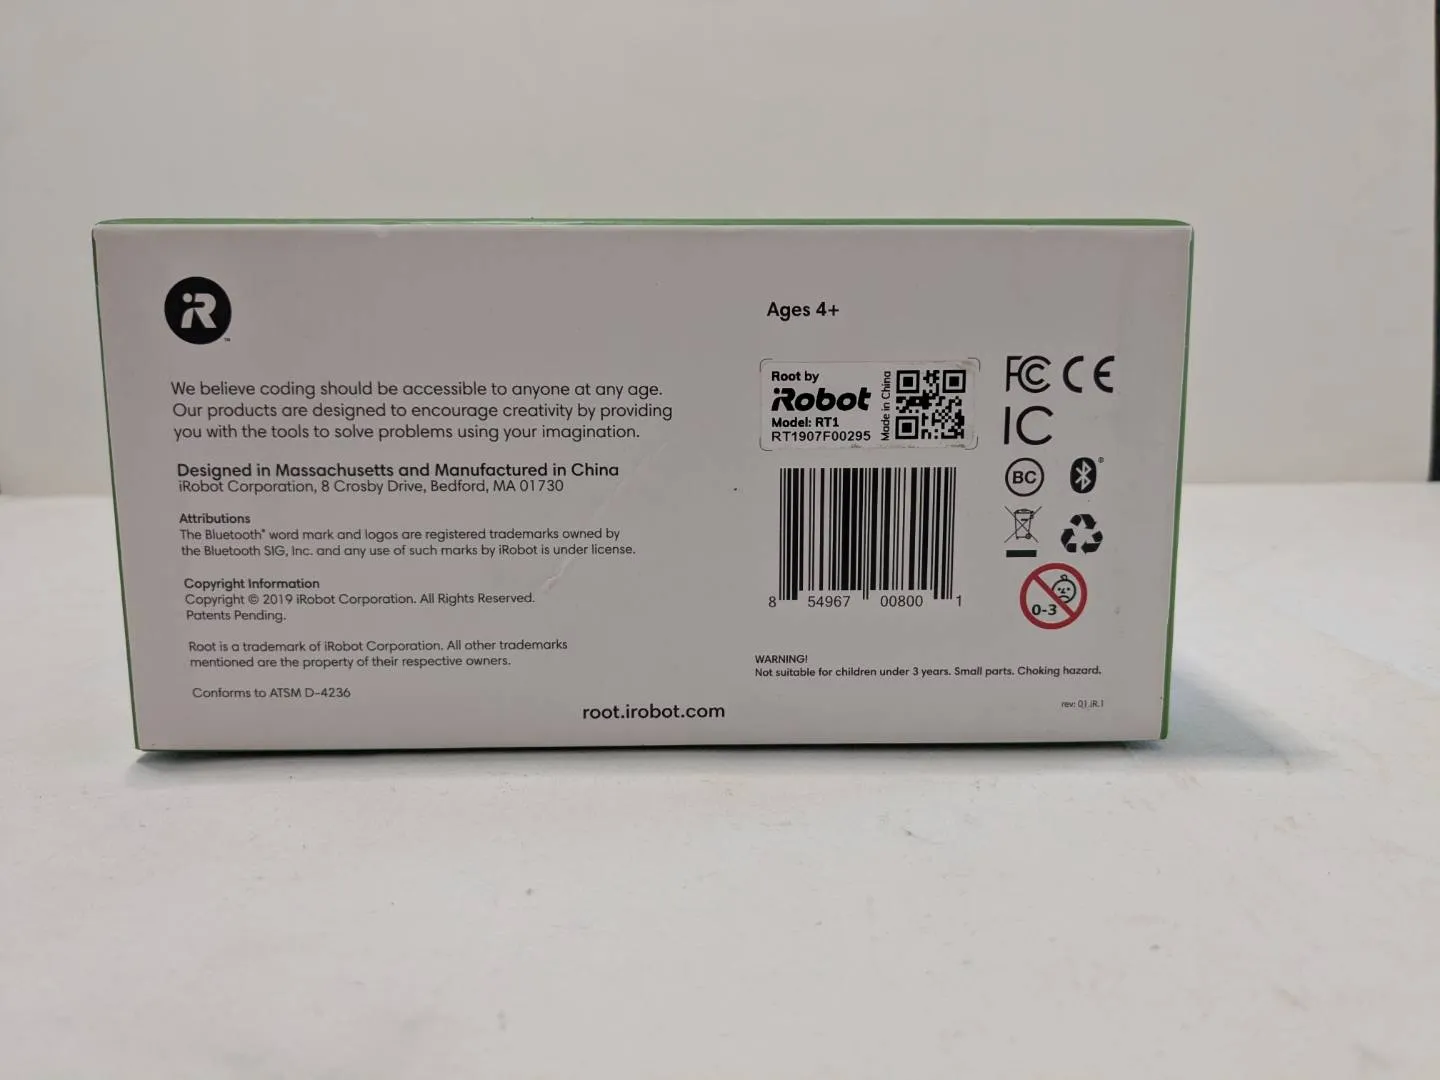 iR
™
We believe coding should be accessible to anyone at any age.
Our products are designed to encourage creativity by providing
you with the tools to solve problems using your imagination.
Designed in Massachusetts and Manufactured in China
iRobot Corporation, 8 Crosby Drive, Bedford, MA 01730
Attributions
The Bluetooth® word mark and logos are registered trademarks owned by
the Bluetooth SIG, Inc. and any use of such marks by iRobot is under license.
Copyright Information
Copyright © 2019 iRobot Corporation. All Rights Reserved.
Patents Pending.
Root is a trademark of iRobot Corporation. All other trademarks
mentioned are the property of their respective owners.
Conforms to ATSM D-4236
root.irobot.com
Ages 4+
Root by
iRobot
Model: RT1
RT1907F00295
Made in China
FC CE
IC
BC
®
8 54967 00800 1
0-3
WARNING!
Not suitable for children under 3 years. Small parts. Choking hazard.
rev: 01.iR.1